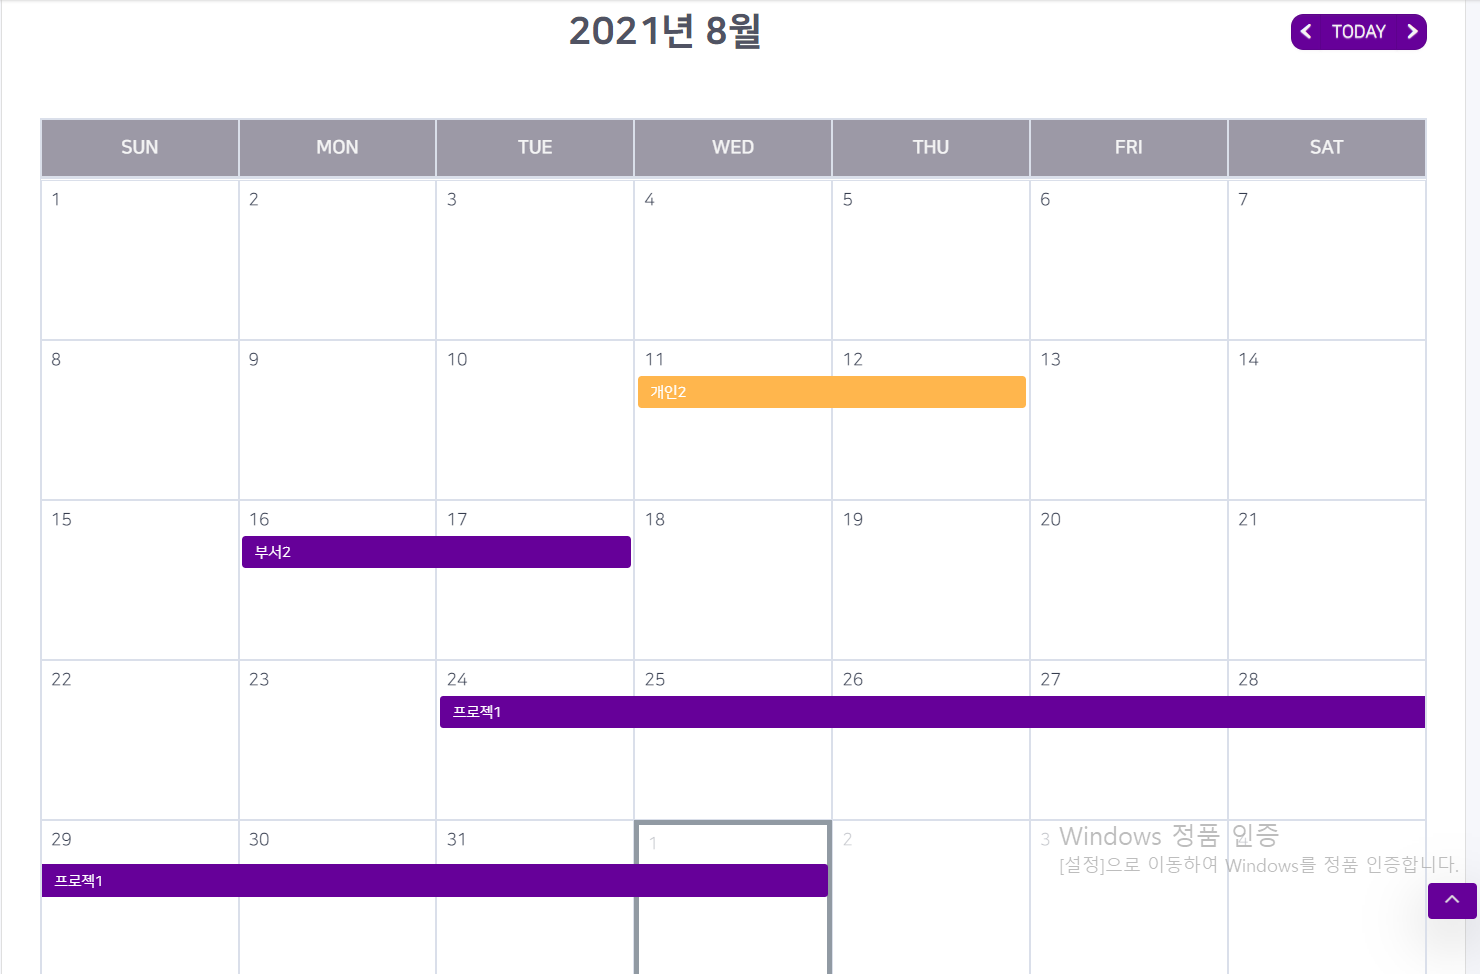 2021년 8월
TODAY
SUN MON TUE WED THU FRI SAT
1 2 3 4 5 6 7
8 9 10 11 12 13 14
개인2
15 16 17 18 19 20 21
부서2
22 23 24 25 26 27 28
프로젝1
29 30 31 1 2 3 4
프로젝1
Windows 정품 인증
[설정]으로 이동하여 Windows를 정품 인증합니다.